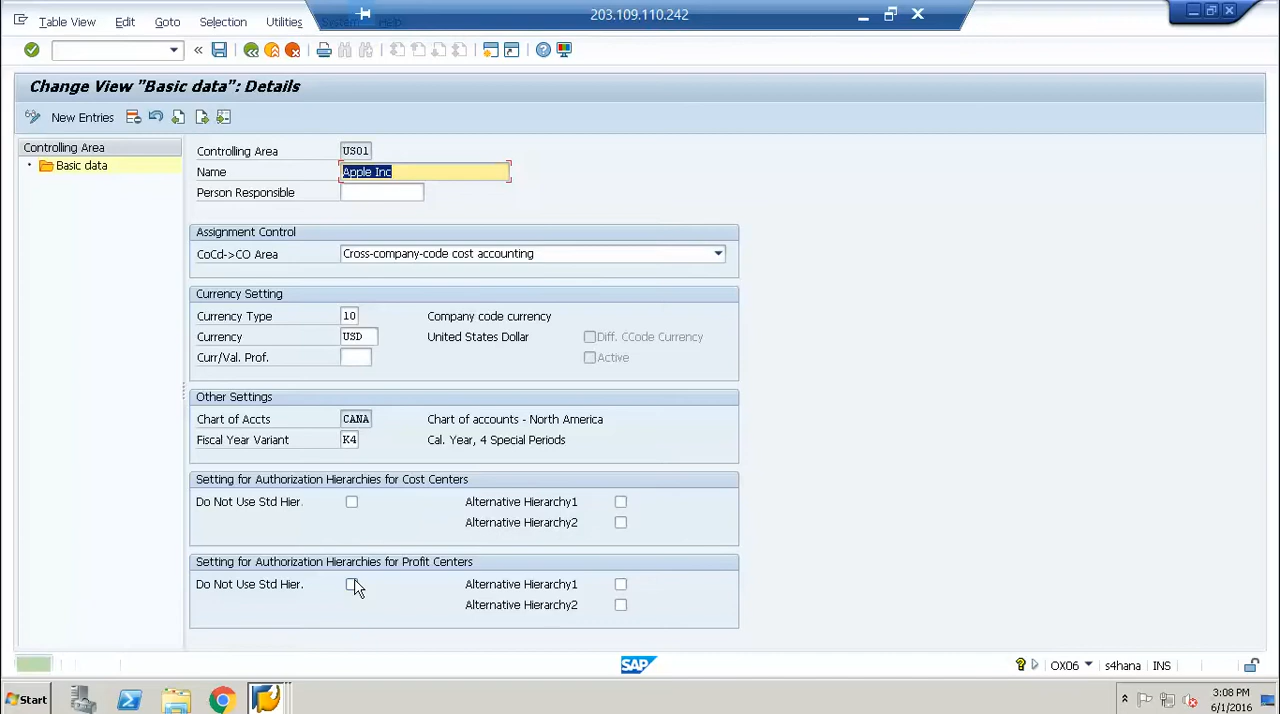 203.109.110.242
Table View Edit Goto Selection Utilities System Help
Change View "Basic data": Details
New Entries
Controlling Area
Basic data
Controlling Area US01
Name Apple Inc
Person Responsible
Assignment Control
CoCd->CO Area Cross-company-code cost accounting
Currency Setting
Currency Type 10 Company code currency
Currency USD United States Dollar Diff. CCode Currency
Curr/Val. Prof. Active
Other Settings
Chart of Accts CANA Chart of accounts - North America
Fiscal Year Variant K4 Cal. Year, 4 Special Periods
Setting for Authorization Hierarchies for Cost Centers
Do Not Use Std Hier. Alternative Hierarchy1
Alternative Hierarchy2
Setting for Authorization Hierarchies for Profit Centers
Do Not Use Std Hier. Alternative Hierarchy1
Alternative Hierarchy2
SAP OX06 s4hana INS
Start 3:08 PM
6/1/2016